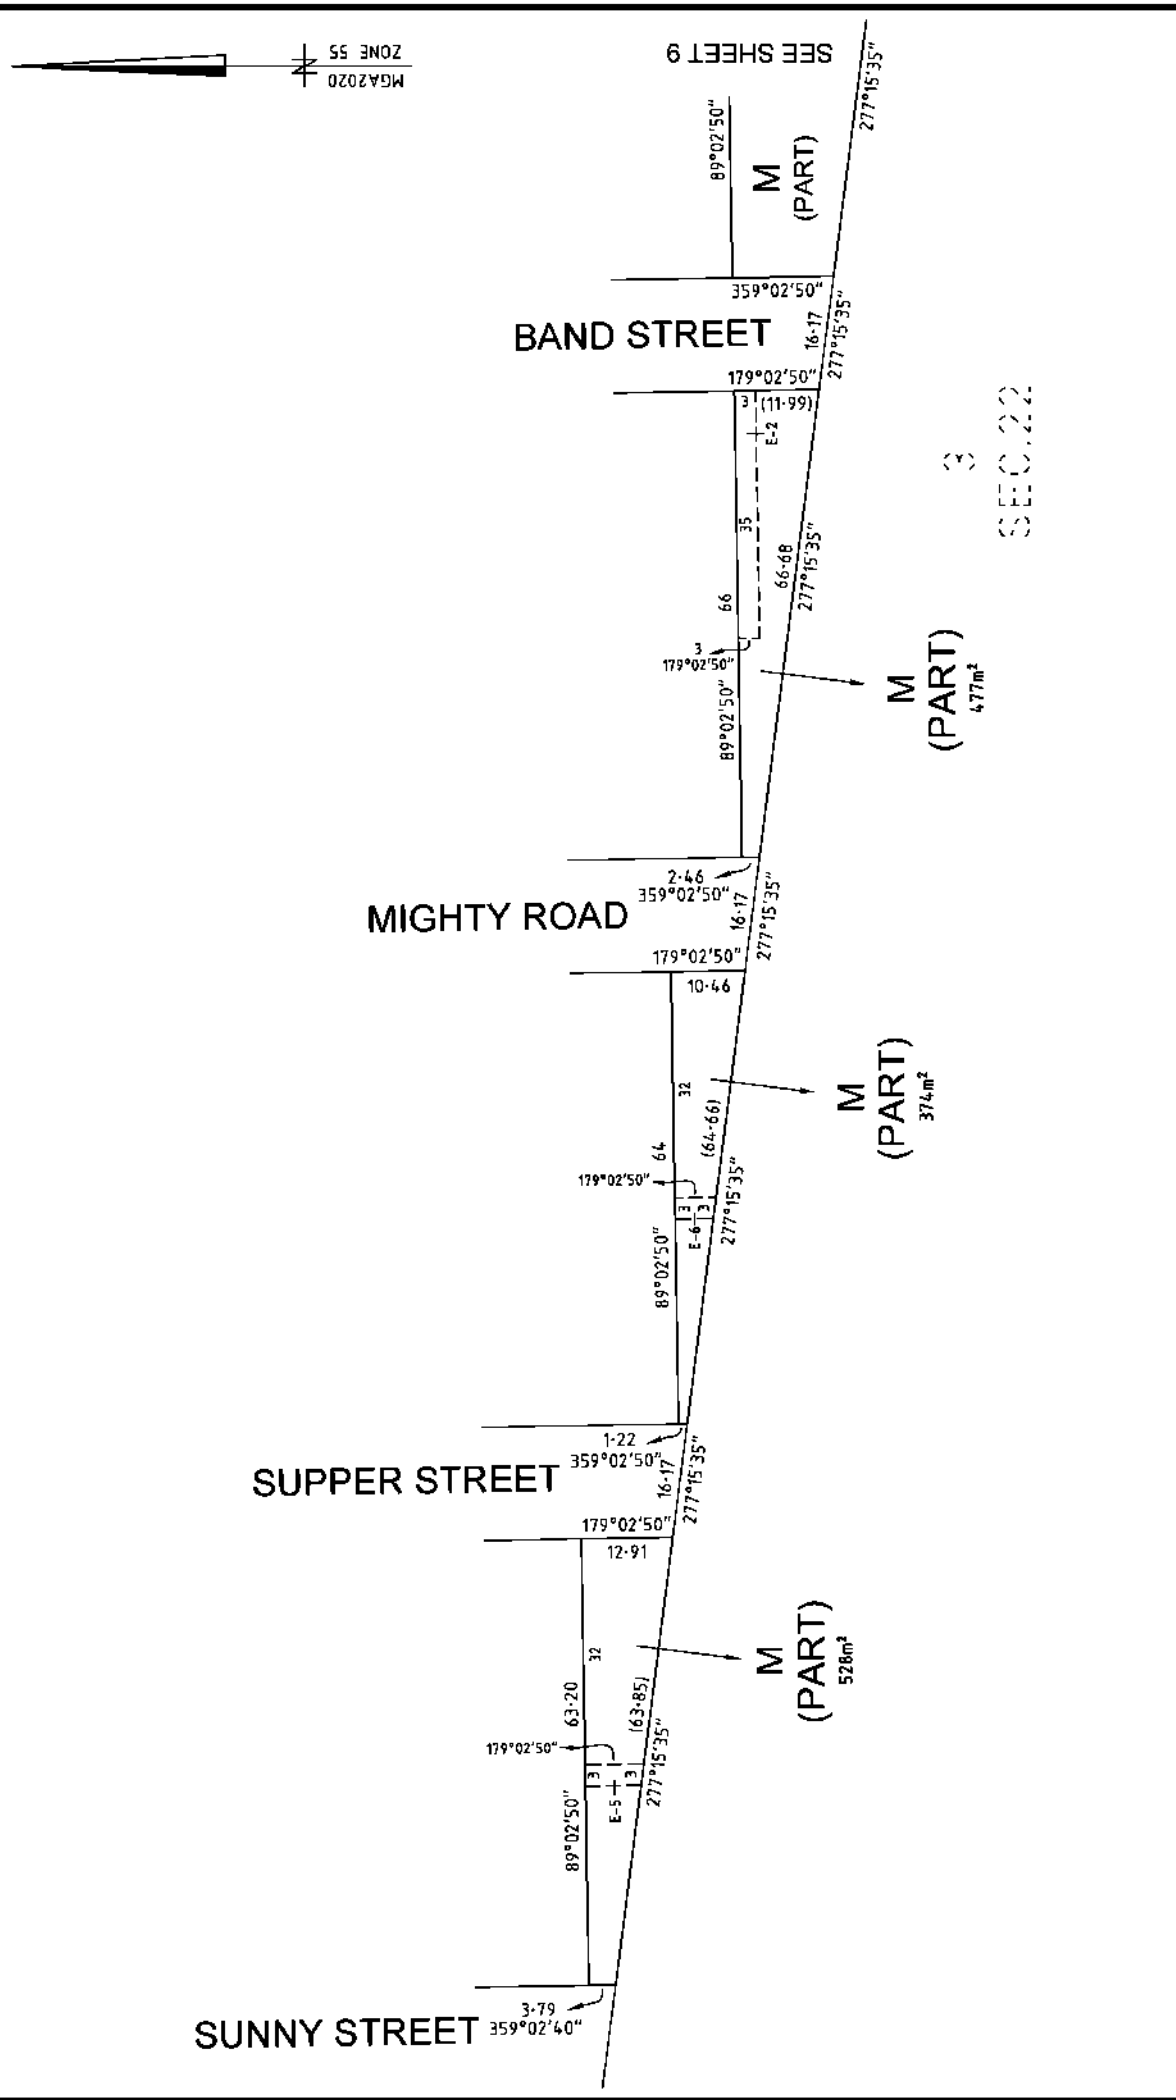 MGA2020
ZONE 55
SEE SHEET 9
277°15'35"
89°02'50"
M
(PART)
359°02'50"
BAND STREET
16·17
277°15'35"
179°02'50"
3
(11·99)
E-2
35
66
66·68
277°15'35"
3
SEC.22
3
179°02'50"
89°02'50"
M
(PART)
477m²
2·46
359°02'50"
MIGHTY ROAD
16·17
277°15'35"
179°02'50"
10·46
32
64
(64·66)
M
(PART)
374m²
179°02'50"
3
3
E-6
277°15'35"
89°02'50"
1·22
359°02'50"
SUPPER STREET
16·17
277°15'35"
179°02'50"
12·91
32
63·20
(63·85)
M
(PART)
528m²
179°02'50"
3
3
E-5
277°15'35"
89°02'50"
3·79
359°02'40"
SUNNY STREET